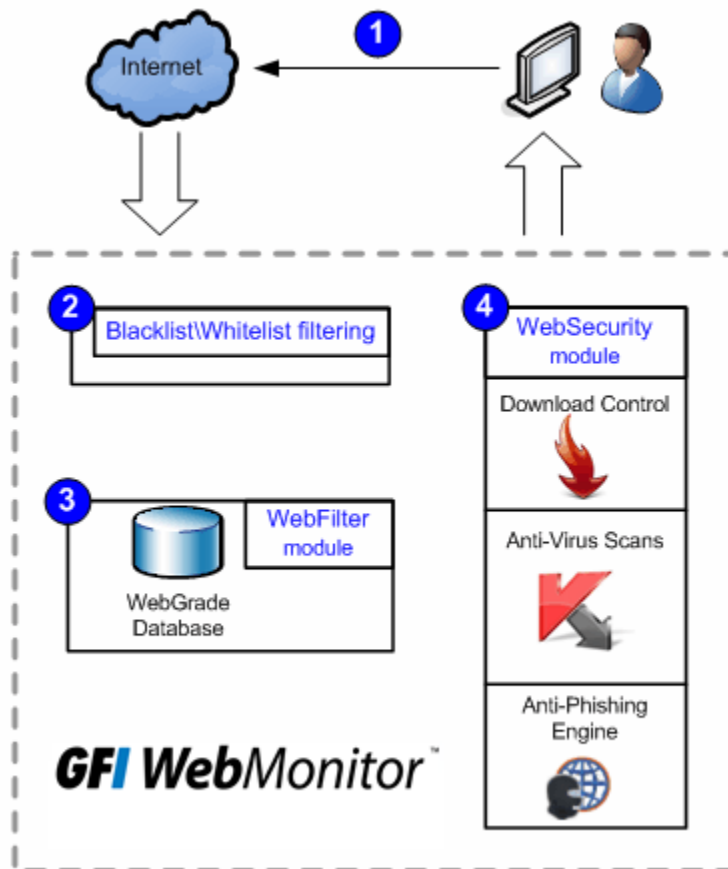 1
Internet
2
Blacklist\Whitelist filtering
3
WebFilter
module
WebGrade
Database
4
WebSecurity
module
Download Control
Anti-Virus Scans
Anti-Phishing
Engine
GFI WebMonitor™